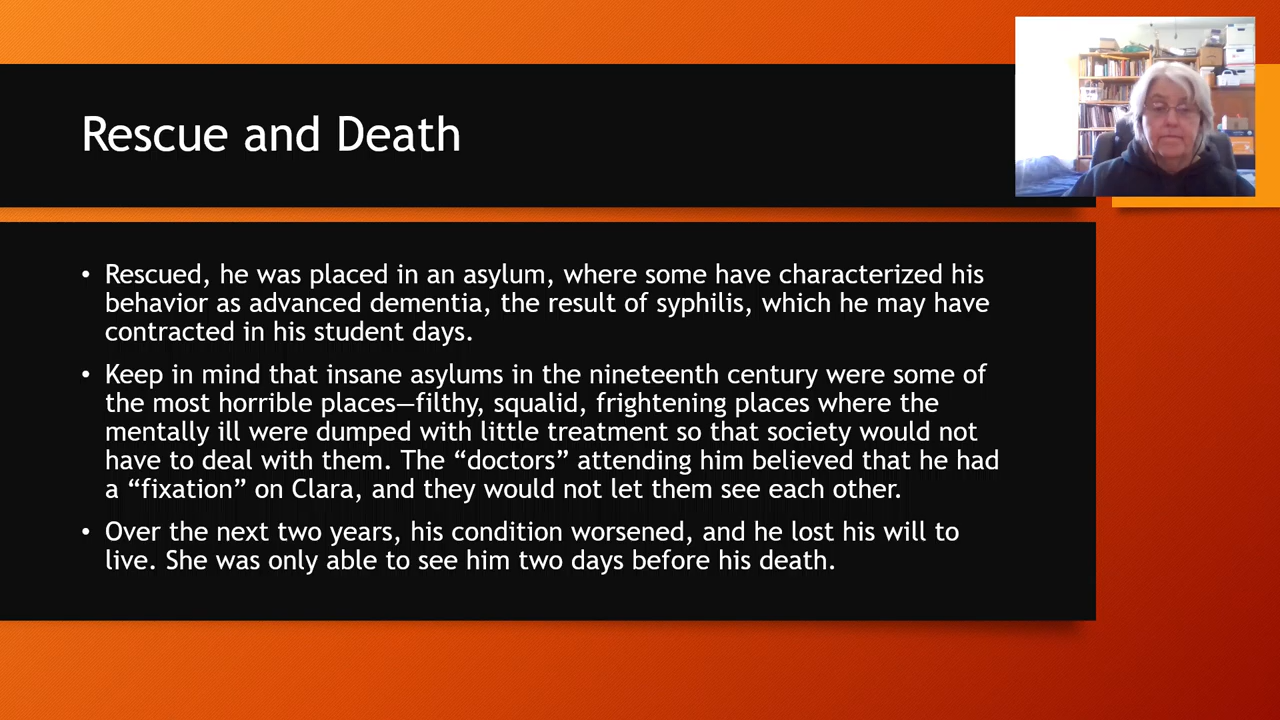 Rescue and Death
• Rescued, he was placed in an asylum, where some have characterized his
behavior as advanced dementia, the result of syphilis, which he may have
contracted in his student days.
• Keep in mind that insane asylums in the nineteenth century were some of
the most horrible places—filthy, squalid, frightening places where the
mentally ill were dumped with little treatment so that society would not
have to deal with them. The “doctors” attending him believed that he had
a “fixation” on Clara, and they would not let them see each other.
• Over the next two years, his condition worsened, and he lost his will to
live. She was only able to see him two days before his death.